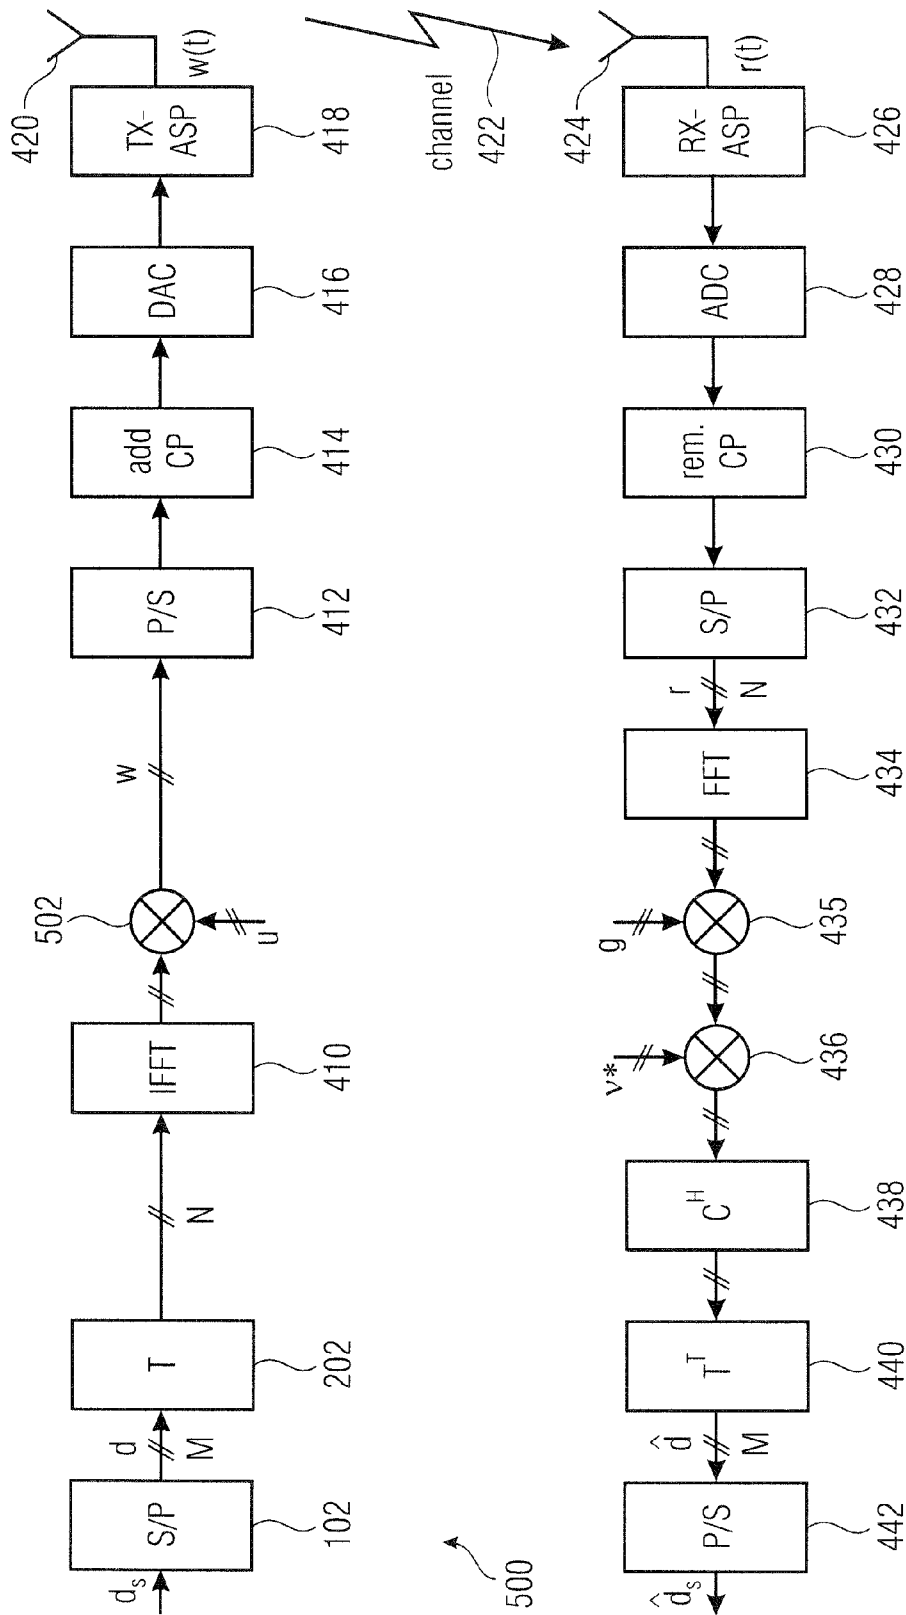 d_s
S/P
102
d
M
T
202
N
IFFT
410
502
u
w
P/S
412
add
CP
414
DAC
416
TX-
ASP
418
w(t)
420
channel
422
424
r(t)
RX-
ASP
426
ADC
428
rem.
CP
430
S/P
432
r
N
FFT
434
g
435
ν*
436
C^H
438
T^T
440
d̂
M
P/S
442
d̂_s
500